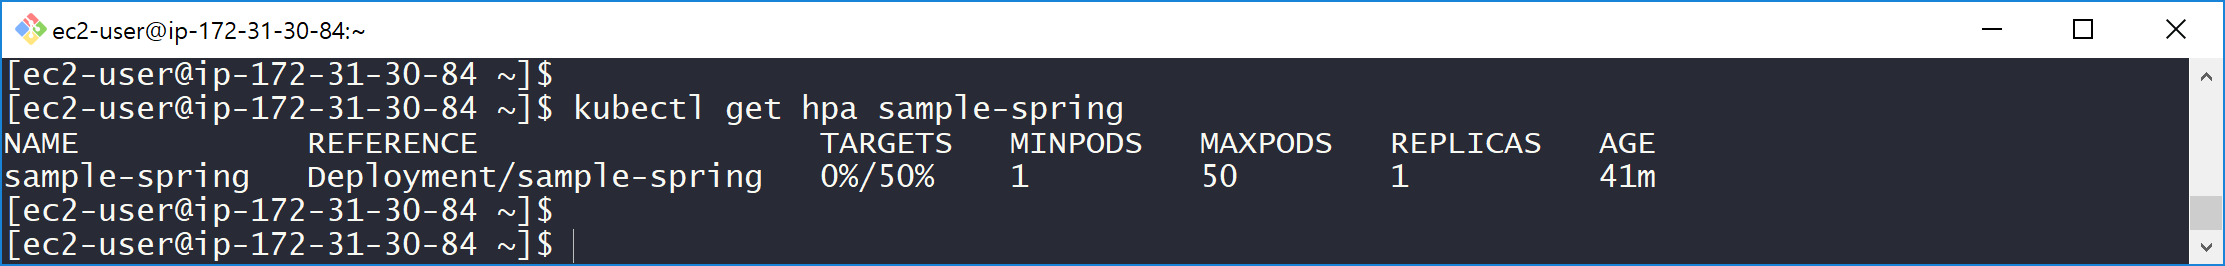 ec2-user@ip-172-31-30-84:~
[ec2-user@ip-172-31-30-84 ~]$
[ec2-user@ip-172-31-30-84 ~]$ kubectl get hpa sample-spring
NAME            REFERENCE                  TARGETS   MINPODS   MAXPODS   REPLICAS   AGE
sample-spring   Deployment/sample-spring   0%/50%    1         50        1          41m
[ec2-user@ip-172-31-30-84 ~]$
[ec2-user@ip-172-31-30-84 ~]$